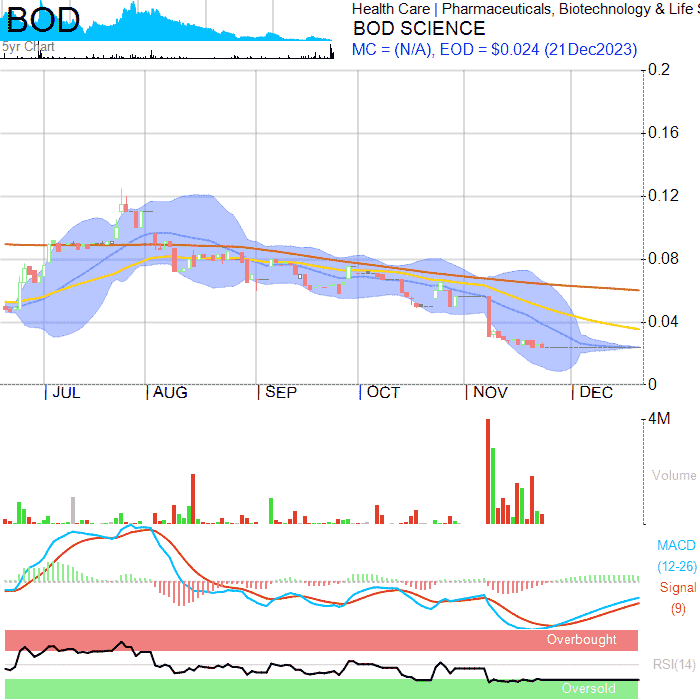 BOD
5yr Chart
Health Care | Pharmaceuticals, Biotechnology & Life S
BOD SCIENCE
MC = (N/A), EOD = $0.024 (21Dec2023)
0.2
0.16
0.12
0.08
0.04
0
JUL
AUG
SEP
OCT
NOV
DEC
4M
Volume
MACD
(12-26)
Signal
(9)
Overbought
RSI(14)
Oversold